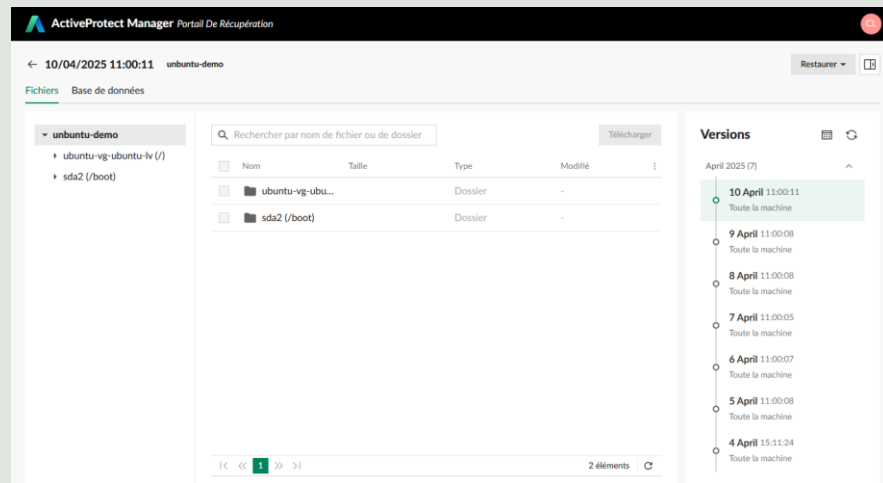 ActiveProtect Manager Portail De Récupération
CL
10/04/2025 11:00:11 unbuntu-demo
Restaurer
Fichiers Base de données
unbuntu-demo
ubuntu-vg-ubuntu-lv (/)
sda2 (/boot)
Rechercher par nom de fichier ou de dossier
Télécharger
Nom Taille Type Modifié
ubuntu-vg-ubu... Dossier -
sda2 (/boot) Dossier -
1
2 éléments
Versions
April 2025 (7)
10 April 11:00:11
Toute la machine
9 April 11:00:08
Toute la machine
8 April 11:00:08
Toute la machine
7 April 11:00:05
Toute la machine
6 April 11:00:07
Toute la machine
5 April 11:00:08
Toute la machine
4 April 15:11:24
Toute la machine